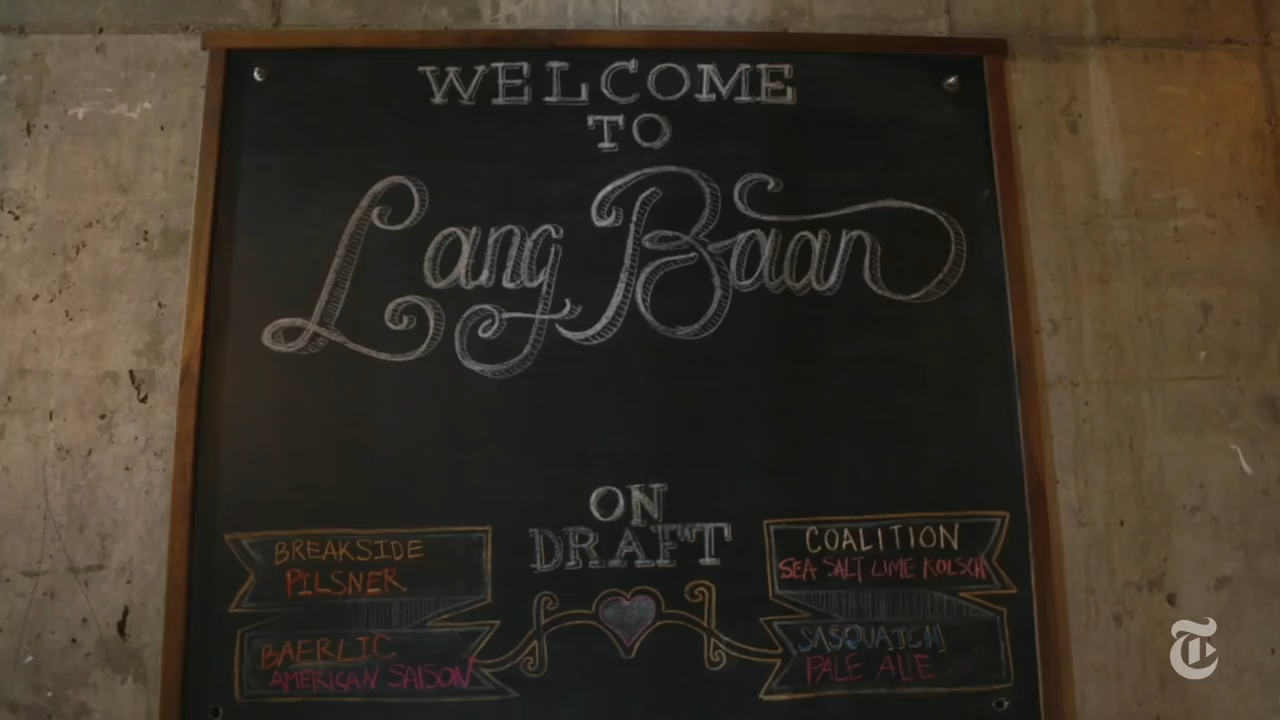 WELCOME
TO
Lang Baan
ON
DRAFT
BREAKSIDE
PILSNER
BAERLIC
AMERICAN SAISON
COALITION
SEA SALT LIME KOLSCH
SASQUATCH
PALE ALE
T